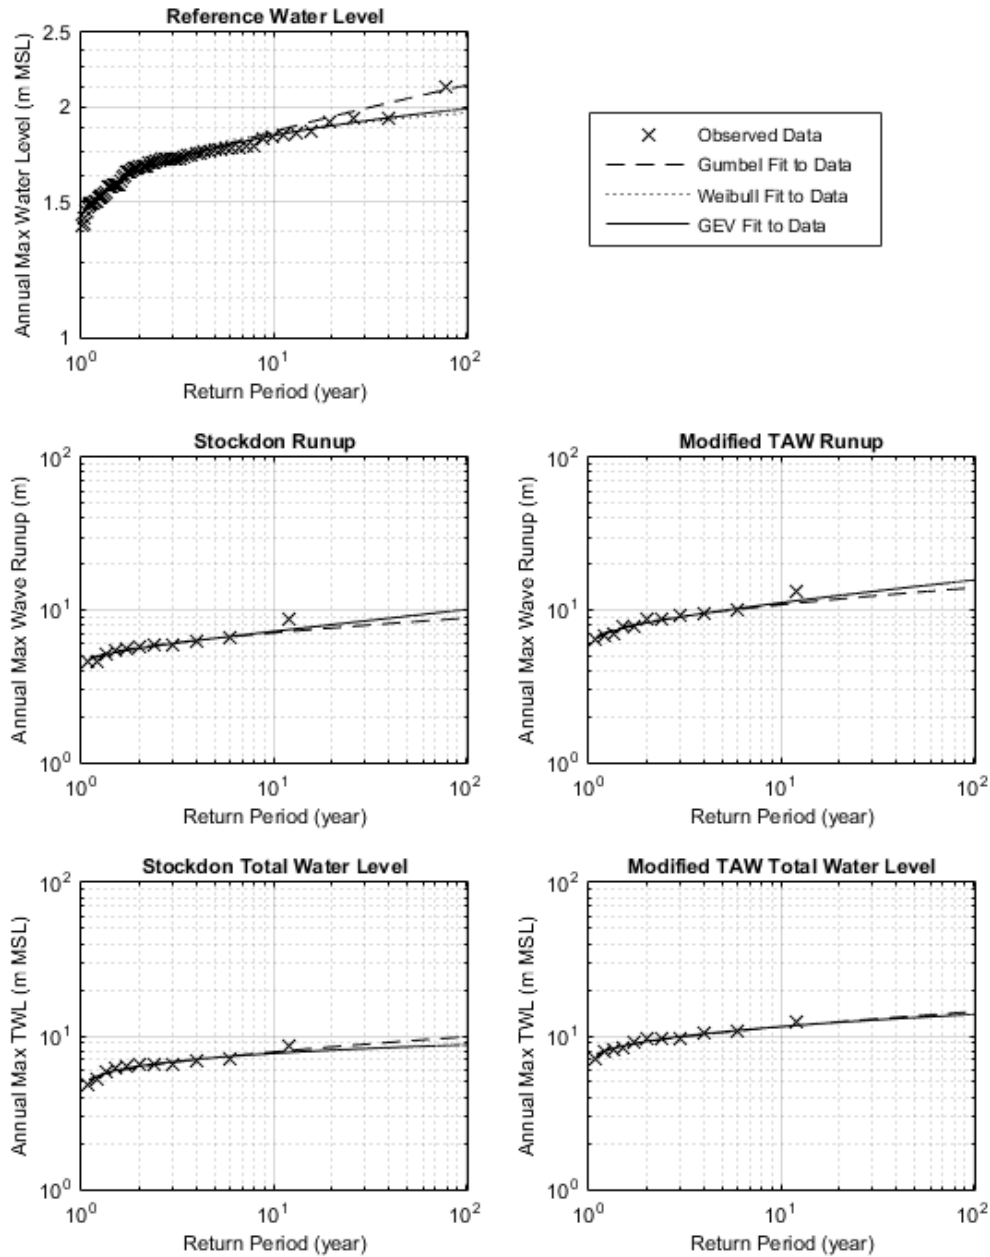 Reference Water Level
Annual Max Water Level (m MSL)
2.5
2
1.5
1
10^0
10^1
10^2
Return Period (year)
Observed Data
Gumbel Fit to Data
Weibull Fit to Data
GEV Fit to Data
Stockdon Runup
Annual Max Wave Runup (m)
10^2
10^1
10^0
10^0
10^1
10^2
Return Period (year)
Modified TAW Runup
Annual Max Wave Runup (m)
10^2
10^1
10^0
10^0
10^1
10^2
Return Period (year)
Stockdon Total Water Level
Annual Max TWL (m MSL)
10^2
10^1
10^0
10^0
10^1
10^2
Return Period (year)
Modified TAW Total Water Level
Annual Max TWL (m MSL)
10^2
10^1
10^0
10^0
10^1
10^2
Return Period (year)